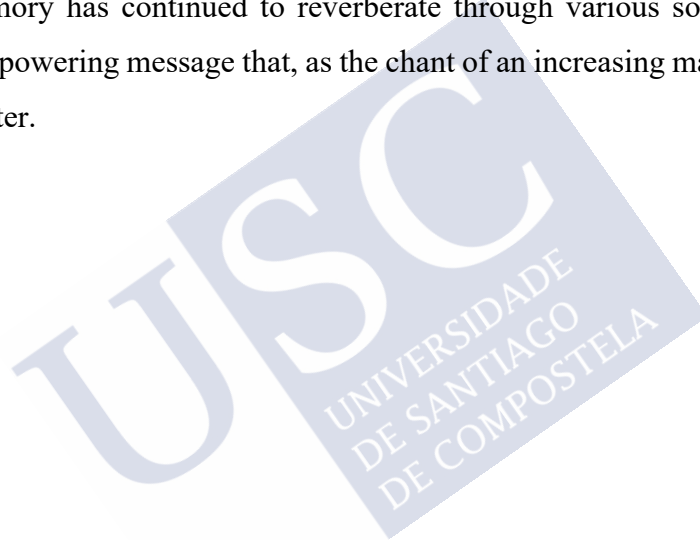 mory has continued to reverberate through various so
powering message that, as the chant of an increasing ma
ter.
USC
UNIVERSIDADE
DE SANTIAGO
DE COMPOSTELA